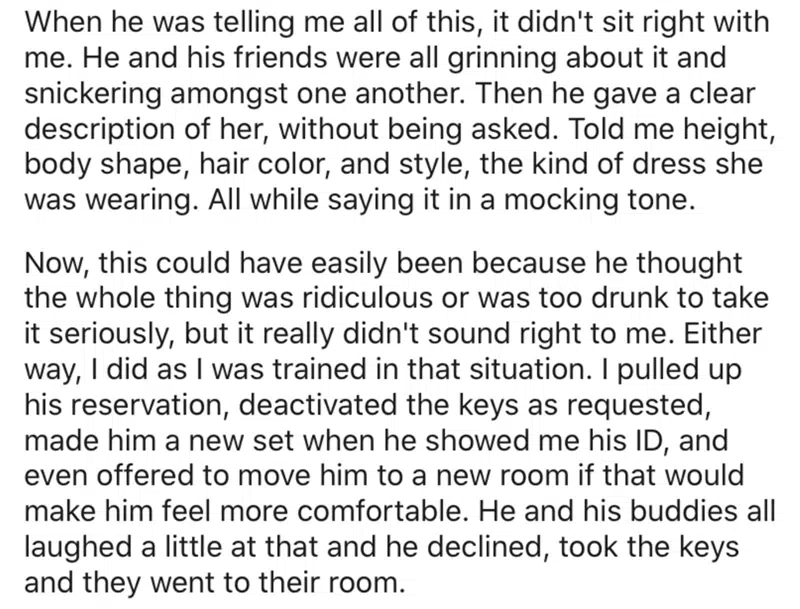 When he was telling me all of this, it didn't sit right with
me. He and his friends were all grinning about it and
snickering amongst one another. Then he gave a clear
description of her, without being asked. Told me height,
body shape, hair color, and style, the kind of dress she
was wearing. All while saying it in a mocking tone.
Now, this could have easily been because he thought
the whole thing was ridiculous or was too drunk to take
it seriously, but it really didn't sound right to me. Either
way, I did as I was trained in that situation. I pulled up
his reservation, deactivated the keys as requested,
made him a new set when he showed me his ID, and
even offered to move him to a new room if that would
make him feel more comfortable. He and his buddies all
laughed a little at that and he declined, took the keys
and they went to their room.